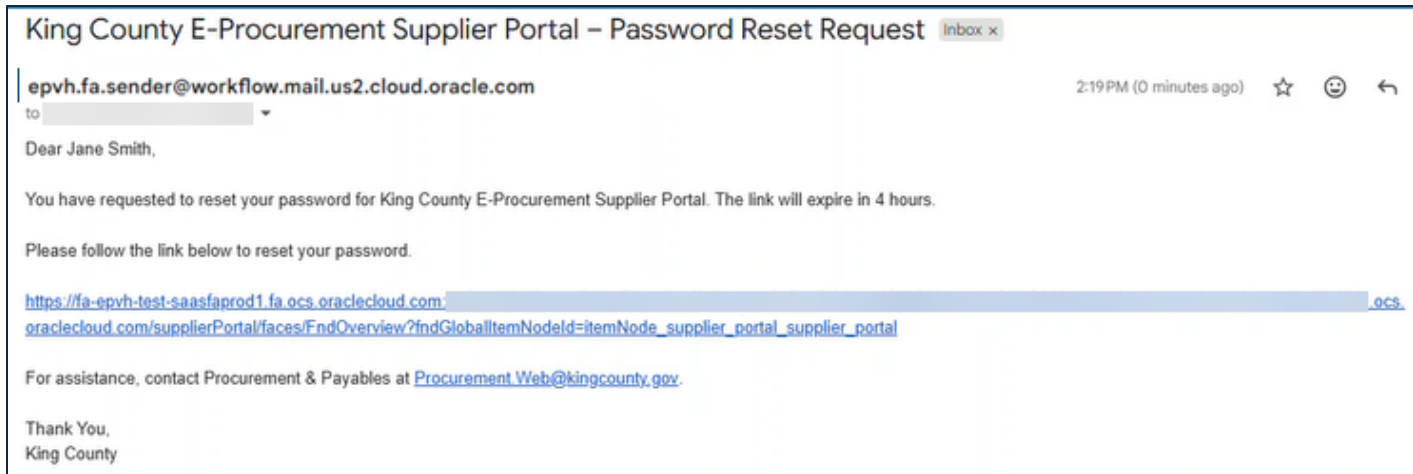 King County E-Procurement Supplier Portal – Password Reset Request Inbox x
epvh.fa.sender@workflow.mail.us2.cloud.oracle.com 2:19 PM (0 minutes ago)
to
Dear Jane Smith,
You have requested to reset your password for King County E-Procurement Supplier Portal. The link will expire in 4 hours.
Please follow the link below to reset your password.
https://fa-epvh-test-saasfaprod1.fa.ocs.oraclecloud.com: .ocs.
oraclecloud.com/supplierPortal/faces/FndOverview?fndGlobalItemNodeId=itemNode_supplier_portal_supplier_portal
For assistance, contact Procurement & Payables at Procurement.Web@kingcounty.gov.
Thank You,
King County